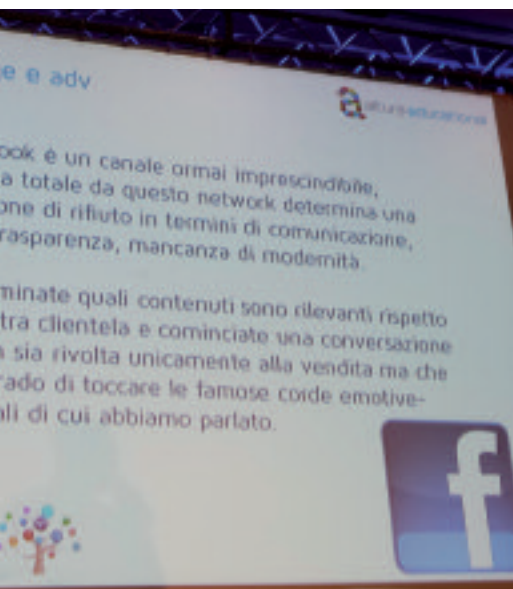 e e adv
altura educational
ook è un canale ormai imprescindibile,
a totale da questo network determina una
one di rifiuto in termini di comunicazione,
rasparenza, mancanza di modernità.
minate quali contenuti sono rilevanti rispetto
tra clientela e cominciate una conversazione
sia rivolta unicamente alla vendita ma che
rado di toccare le famose corde emotive-
ali di cui abbiamo parlato.
f